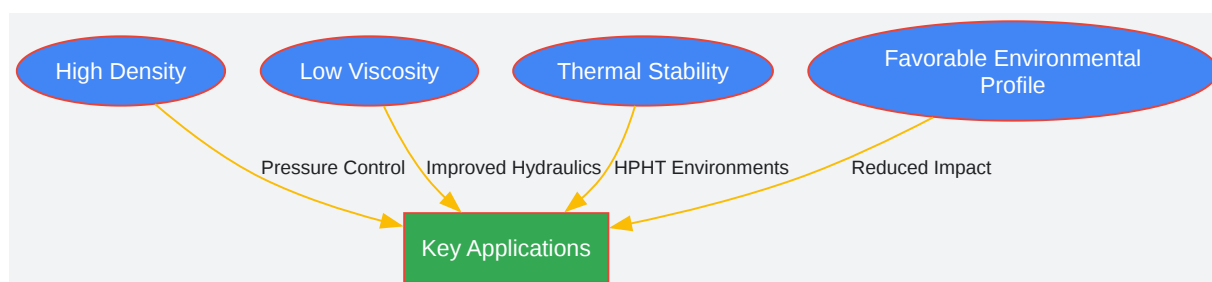 High Density
Low Viscosity
Thermal Stability
Favorable Environmental
Profile
Pressure Control
Improved Hydraulics
HPHT Environments
Reduced Impact
Key Applications